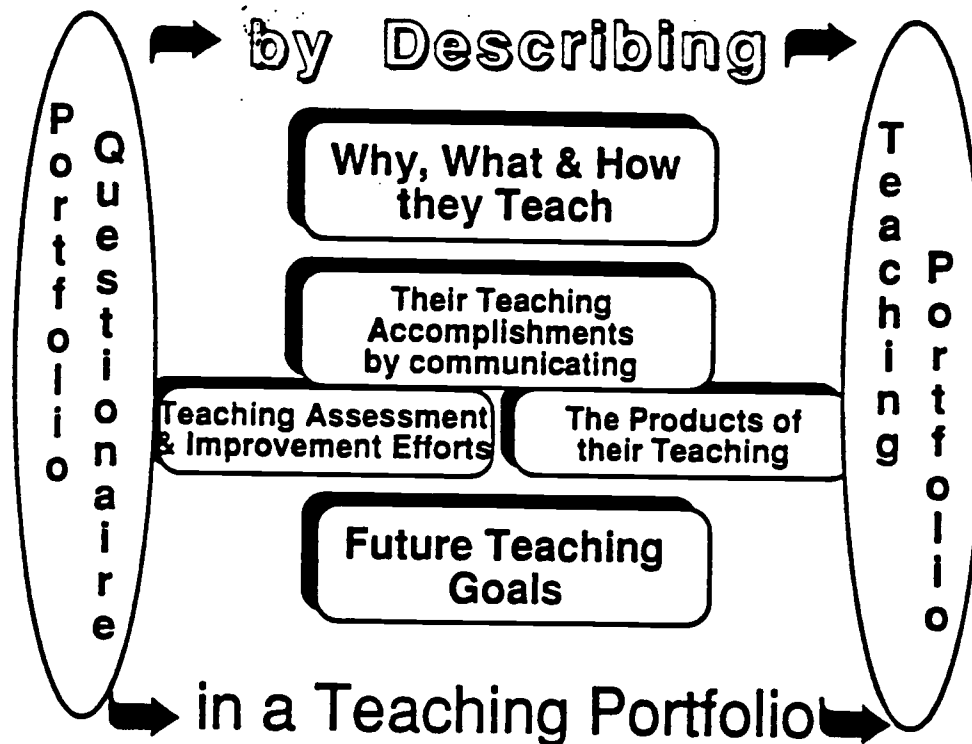 by Describing
Portfolio
Questionaire
Why, What & How
they Teach
Their Teaching
Accomplishments
by communicating
Teaching Assessment
& Improvement Efforts
The Products of
their Teaching
Future Teaching
Goals
Teaching
Portfolio
in a Teaching Portfolio